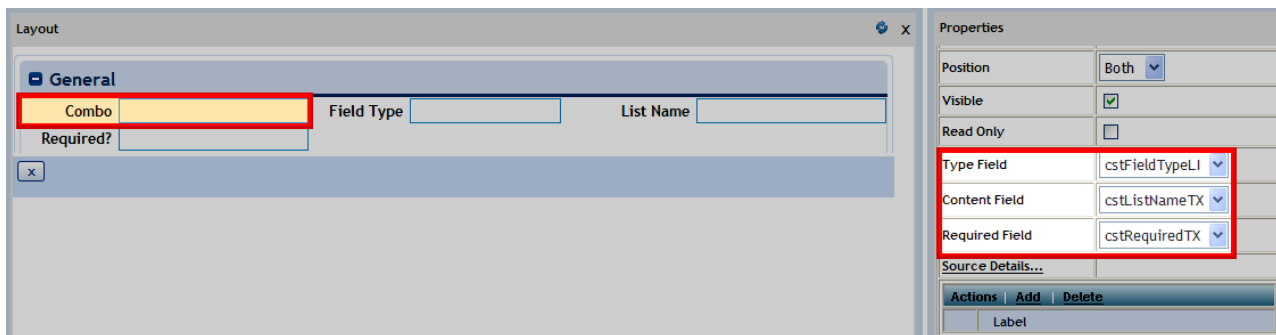 Layout
x
General
Combo
Field Type
List Name
Required?
x
Properties
Position
Both
Visible
Read Only
Type Field
cstFieldTypeLI
Content Field
cstListNameTX
Required Field
cstRequiredTX
Source Details...
Actions | Add | Delete
Label